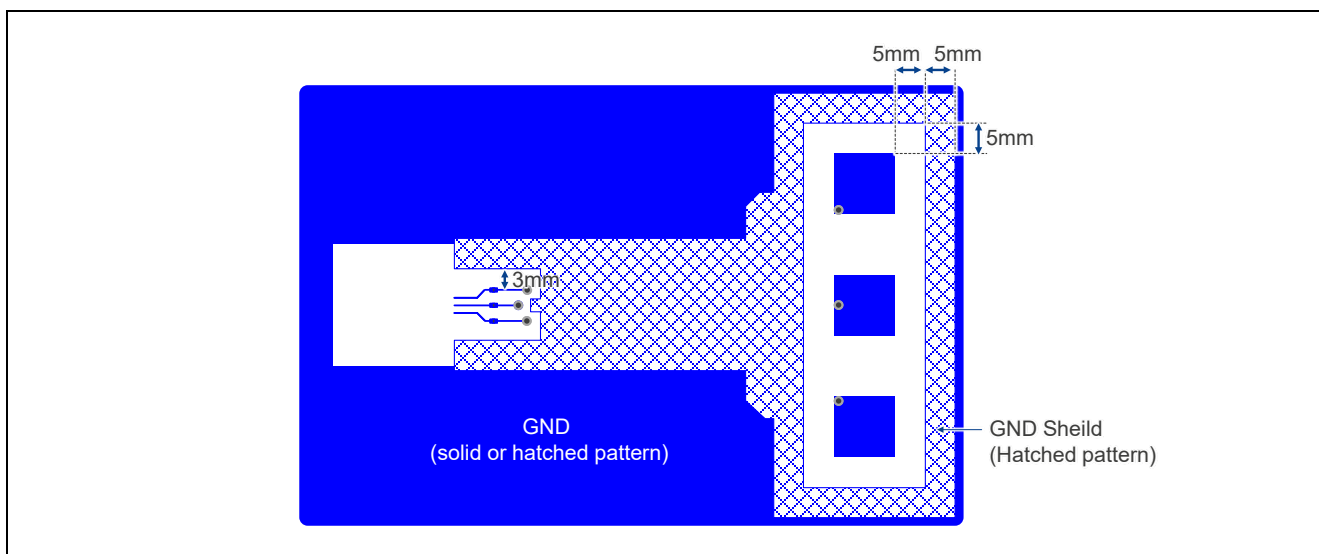 5mm 5mm
5mm
3mm
GND
(solid or hatched pattern)
GND Sheild
(Hatched pattern)